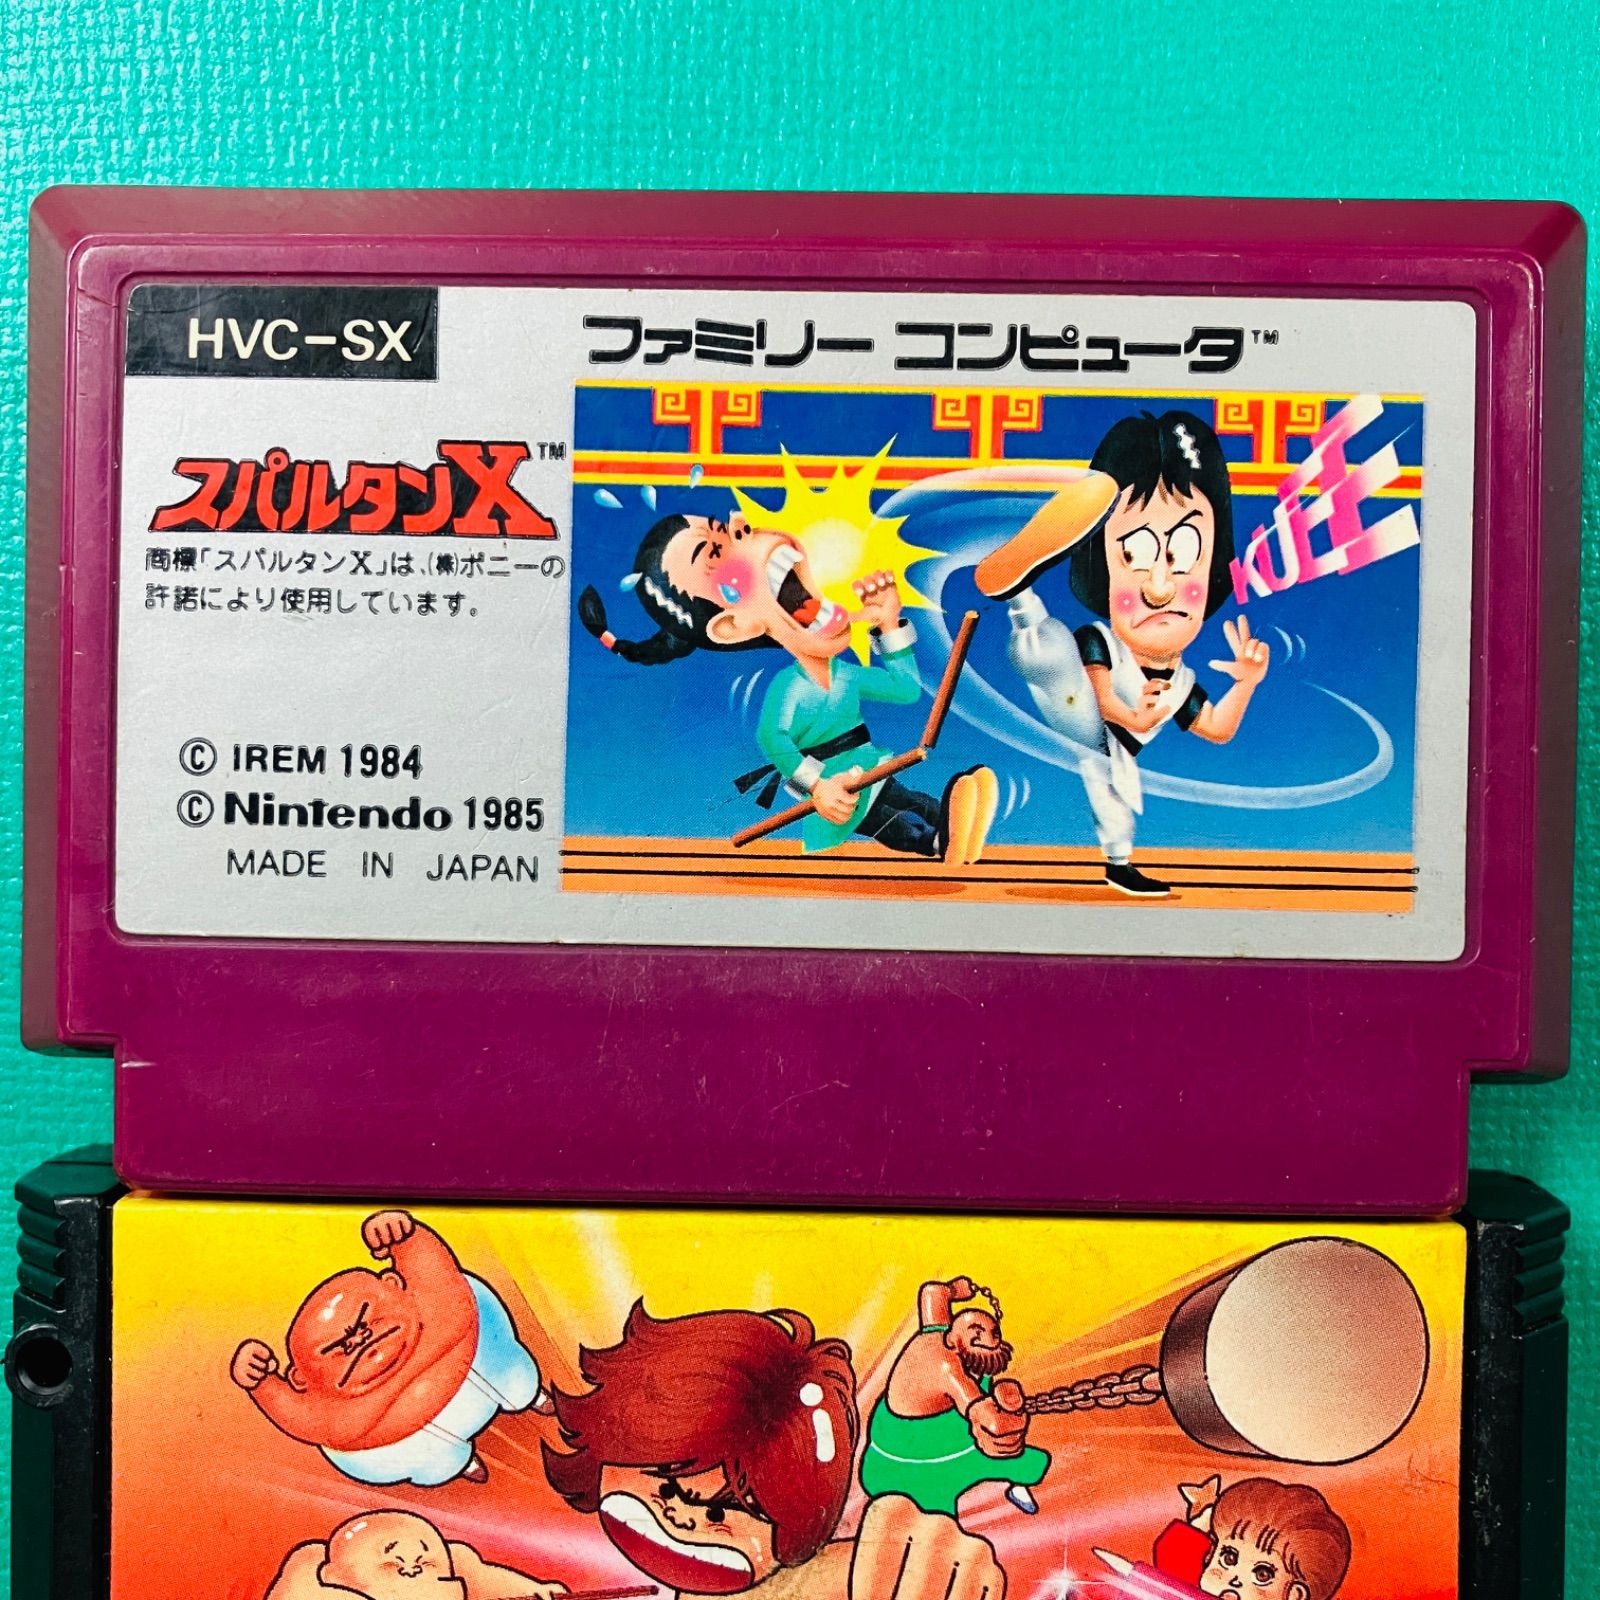 HVC-SX
ファミリー コンピュータ™
スパルタンX™
商標「スパルタンX」は、(株)ポニーの
許諾により使用しています。
© IREM 1984
© Nintendo 1985
MADE IN JAPAN
KUEEE